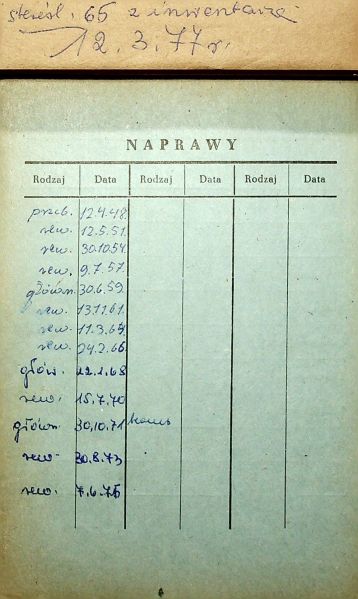 skreśl. 65 z inwentarza
12.3.77 r.
NAPRAWY
Rodzaj Data Rodzaj Data Rodzaj Data
przeb. 12.4.48
rew. 12.5.51.
rew. 30.10.54.
rew. 9.7.57.
główn. 30.6.59.
rew. 13.11.61.
rew. 11.3.64.
rew. 24.2.66.
głów. 12.1.68
rew. 15.7.70
główn. 30.10.71
rew. 30.8.73
rew. 7.6.75